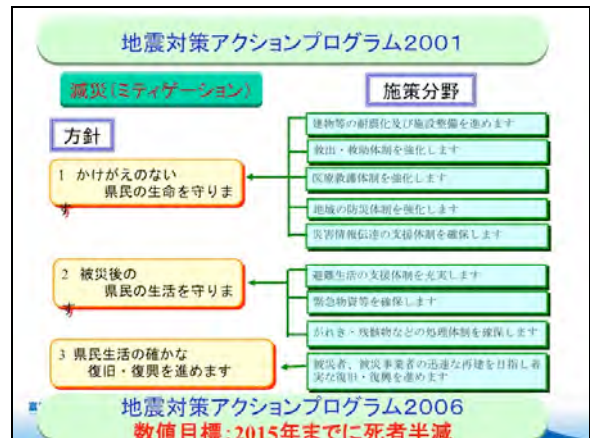 地震対策アクションプログラム2001
減災(ミティゲーション)
施策分野
方針
1 かけがえのない
県民の生命を守りま
す
建物等の耐震化及び施設整備を進めます
救出・救助体制を強化します
医療救護体制を強化します
地域の防災体制を強化します
災害情報伝達の支援体制を確保します
2 被災後の
県民の生活を守りま
す
避難生活の支援体制を充実します
緊急物資等を確保します
がれき・残骸物などの処理体制を確保します
3 県民生活の確かな
復旧・復興を進めます
被災者、被災事業者の迅速な再建を目指し着
実な復旧・復興を進めます
地震対策アクションプログラム2006
数値目標:2015年までに死者半減